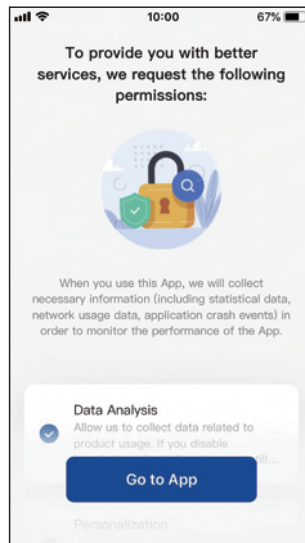 10:00
67%
To provide you with better
services, we request the following
permissions:
When you use this App, we will collect
necessary information (including statistical data,
network usage data, application crash events) in
order to monitor the performance of the App.
Data Analysis
Allow us to collect data related to
product usage. If you disable
Go to App
Personalization